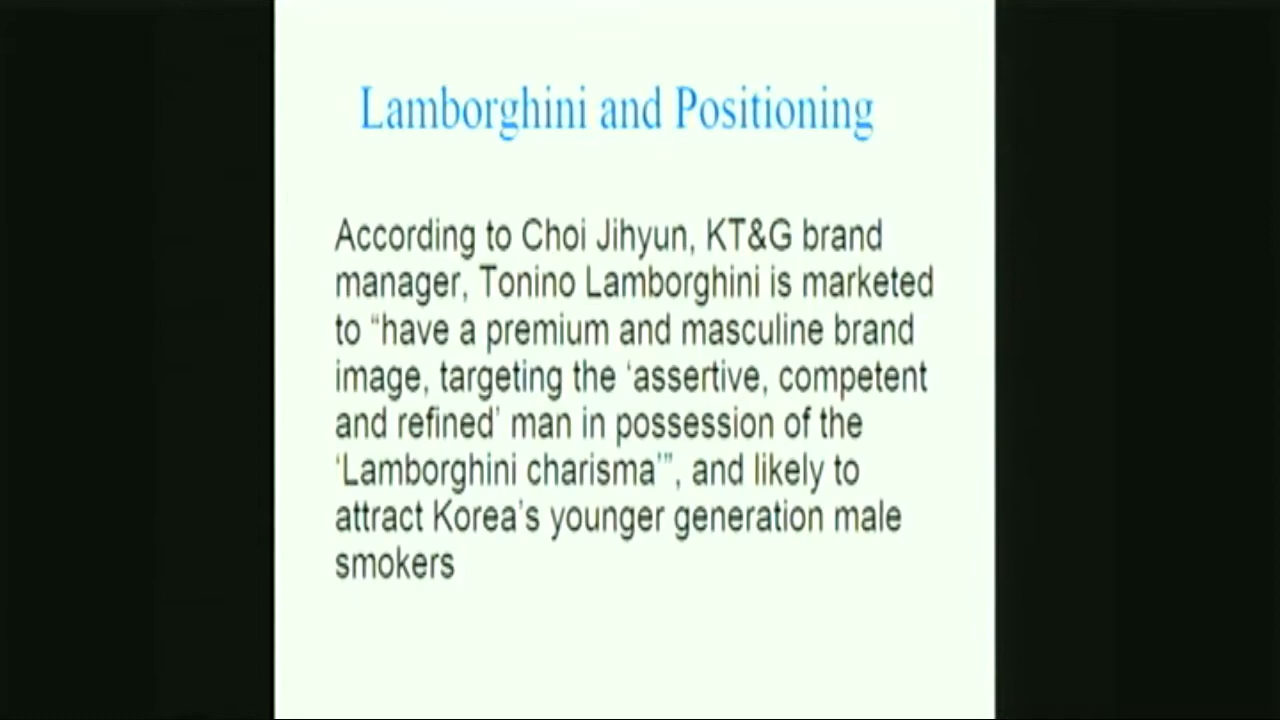 Lamborghini and Positioning
According to Choi Jihyun, KT&G brand
manager, Tonino Lamborghini is marketed
to “have a premium and masculine brand
image, targeting the ‘assertive, competent
and refined’ man in possession of the
‘Lamborghini charisma’”, and likely to
attract Korea’s younger generation male
smokers